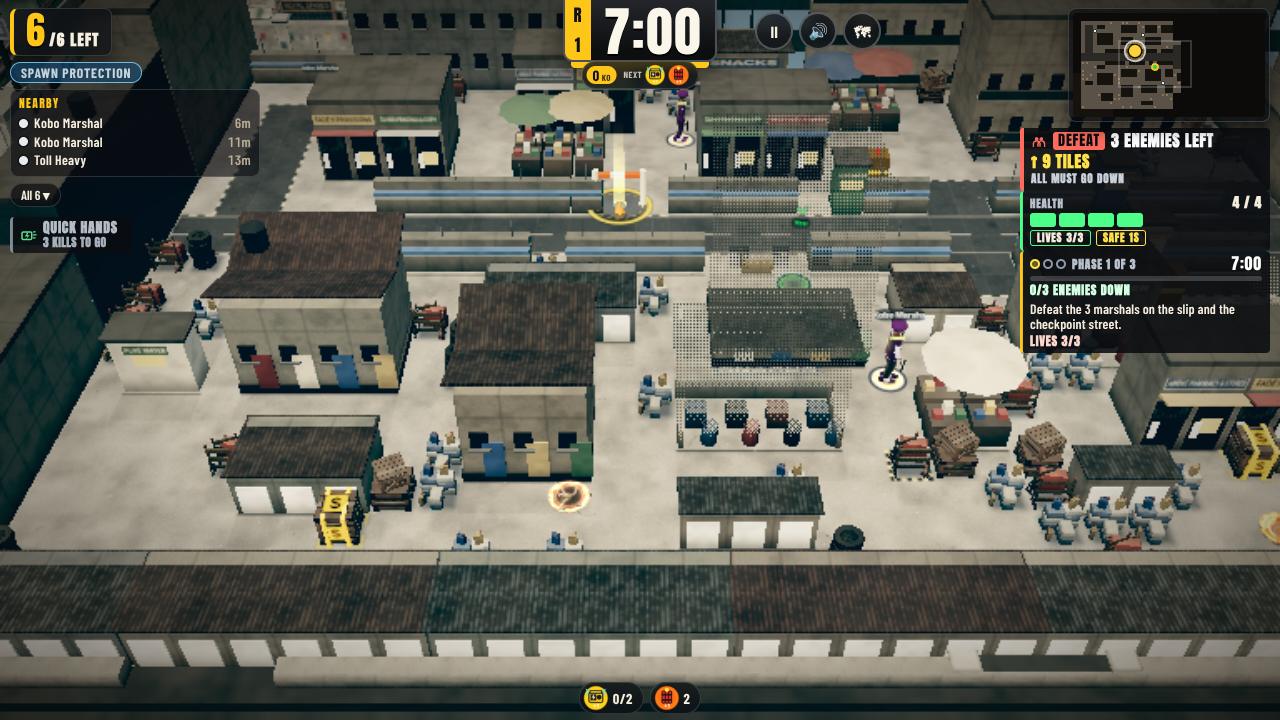 6/6 LEFT
SPAWN PROTECTION
NEARBY
Kobo Marshal 6m
Kobo Marshal 11m
Toll Heavy 13m
All 6▼
QUICK HANDS
3 KILLS TO GO
R
1
7:00
0 KO NEXT
SNACKS
DEFEAT 3 ENEMIES LEFT
↑ 9 TILES
ALL MUST GO DOWN
HEALTH 4 / 4
LIVES 3/3 SAFE 1S
PHASE 1 OF 3 7:00
0/3 ENEMIES DOWN
Defeat the 3 marshals on the slip and the
checkpoint street.
LIVES 3/3
Kobo Marshal
0/2
2